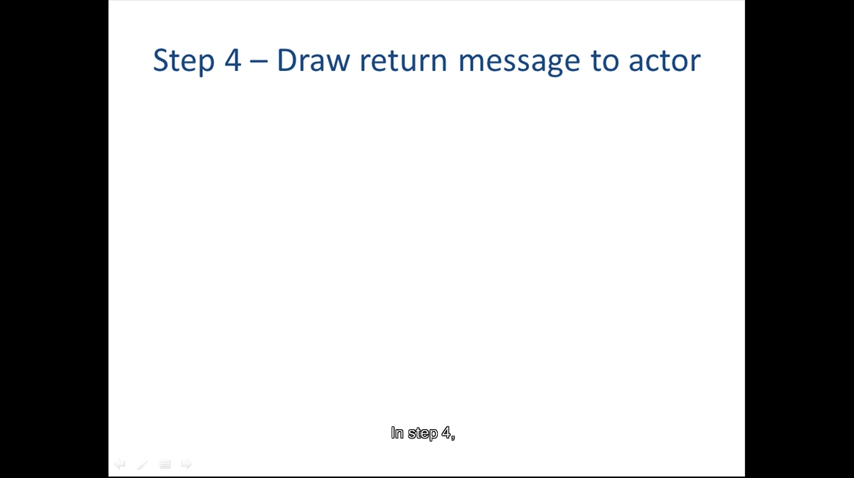 Step 4 – Draw return message to actor
In step 4,